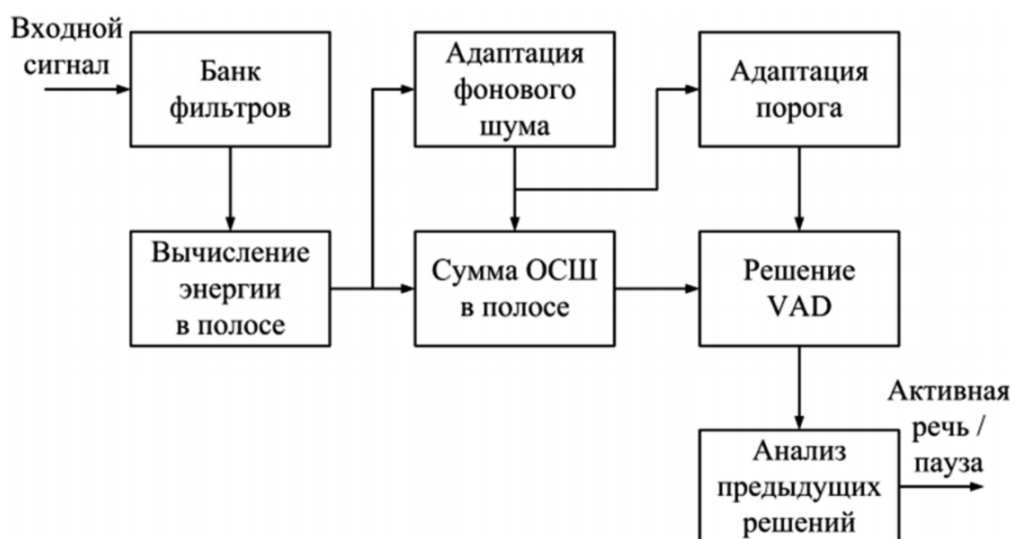 Входной
сигнал
Банк
фильтров
Адаптация
фонового
шума
Адаптация
порога
Вычисление
энергии
в полосе
Сумма ОСШ
в полосе
Решение
VAD
Активная
речь /
пауза
Анализ
предыдущих
решений